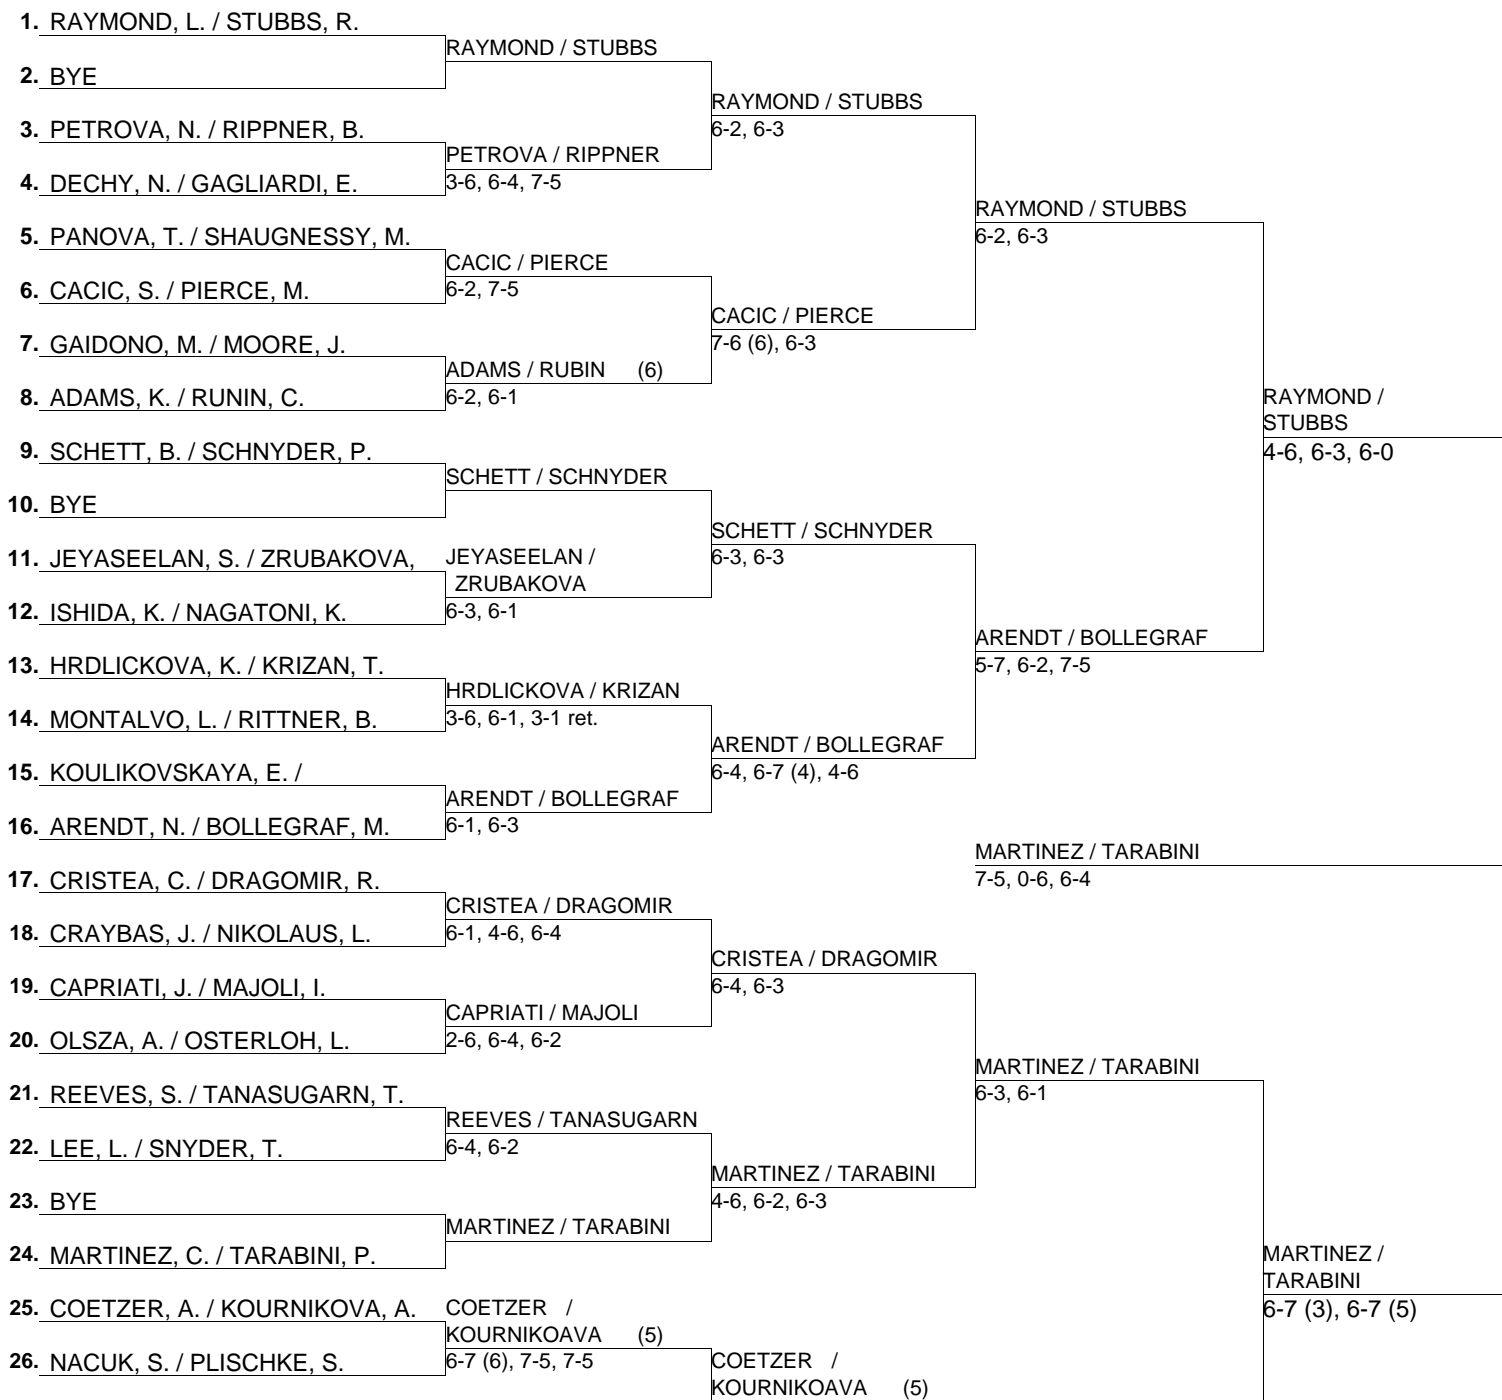 1. RAYMOND, L. / STUBBS, R.
RAYMOND / STUBBS
2. BYE
RAYMOND / STUBBS
6-2, 6-3
3. PETROVA, N. / RIPPNER, B.
PETROVA / RIPPNER
3-6, 6-4, 7-5
4. DECHY, N. / GAGLIARDI, E.
RAYMOND / STUBBS
6-2, 6-3
5. PANOVA, T. / SHAUGNESSY, M.
CACIC / PIERCE
6-2, 7-5
6. CACIC, S. / PIERCE, M.
CACIC / PIERCE
7-6 (6), 6-3
7. GAIDONO, M. / MOORE, J.
ADAMS / RUBIN (6)
6-2, 6-1
8. ADAMS, K. / RUNIN, C.
RAYMOND /
STUBBS
4-6, 6-3, 6-0
9. SCHETT, B. / SCHNYDER, P.
SCHETT / SCHNYDER
10. BYE
SCHETT / SCHNYDER
6-3, 6-3
11. JEYASEELAN, S. / ZRUBAKOVA,
JEYASEELAN /
ZRUBAKOVA
6-3, 6-1
12. ISHIDA, K. / NAGATONI, K.
ARENDT / BOLLEGRAF
5-7, 6-2, 7-5
13. HRDLICKOVA, K. / KRIZAN, T.
HRDLICKOVA / KRIZAN
3-6, 6-1, 3-1 ret.
14. MONTALVO, L. / RITTNER, B.
ARENDT / BOLLEGRAF
6-4, 6-7 (4), 4-6
15. KOULIKOVSKAYA, E. /
ARENDT / BOLLEGRAF
6-1, 6-3
16. ARENDT, N. / BOLLEGRAF, M.
MARTINEZ / TARABINI
7-5, 0-6, 6-4
17. CRISTEA, C. / DRAGOMIR, R.
CRISTEA / DRAGOMIR
6-1, 4-6, 6-4
18. CRAYBAS, J. / NIKOLAUS, L.
CRISTEA / DRAGOMIR
6-4, 6-3
19. CAPRIATI, J. / MAJOLI, I.
CAPRIATI / MAJOLI
2-6, 6-4, 6-2
20. OLSZA, A. / OSTERLOH, L.
MARTINEZ / TARABINI
6-3, 6-1
21. REEVES, S. / TANASUGARN, T.
REEVES / TANASUGARN
6-4, 6-2
22. LEE, L. / SNYDER, T.
MARTINEZ / TARABINI
4-6, 6-2, 6-3
23. BYE
MARTINEZ / TARABINI
24. MARTINEZ, C. / TARABINI, P.
MARTINEZ /
TARABINI
6-7 (3), 6-7 (5)
25. COETZER, A. / KOURNIKOVA, A.
COETZER /
KOURNIKOAVA (5)
6-7 (6), 7-5, 7-5
26. NACUK, S. / PLISCHKE, S.
COETZER /
KOURNIKOAVA (5)